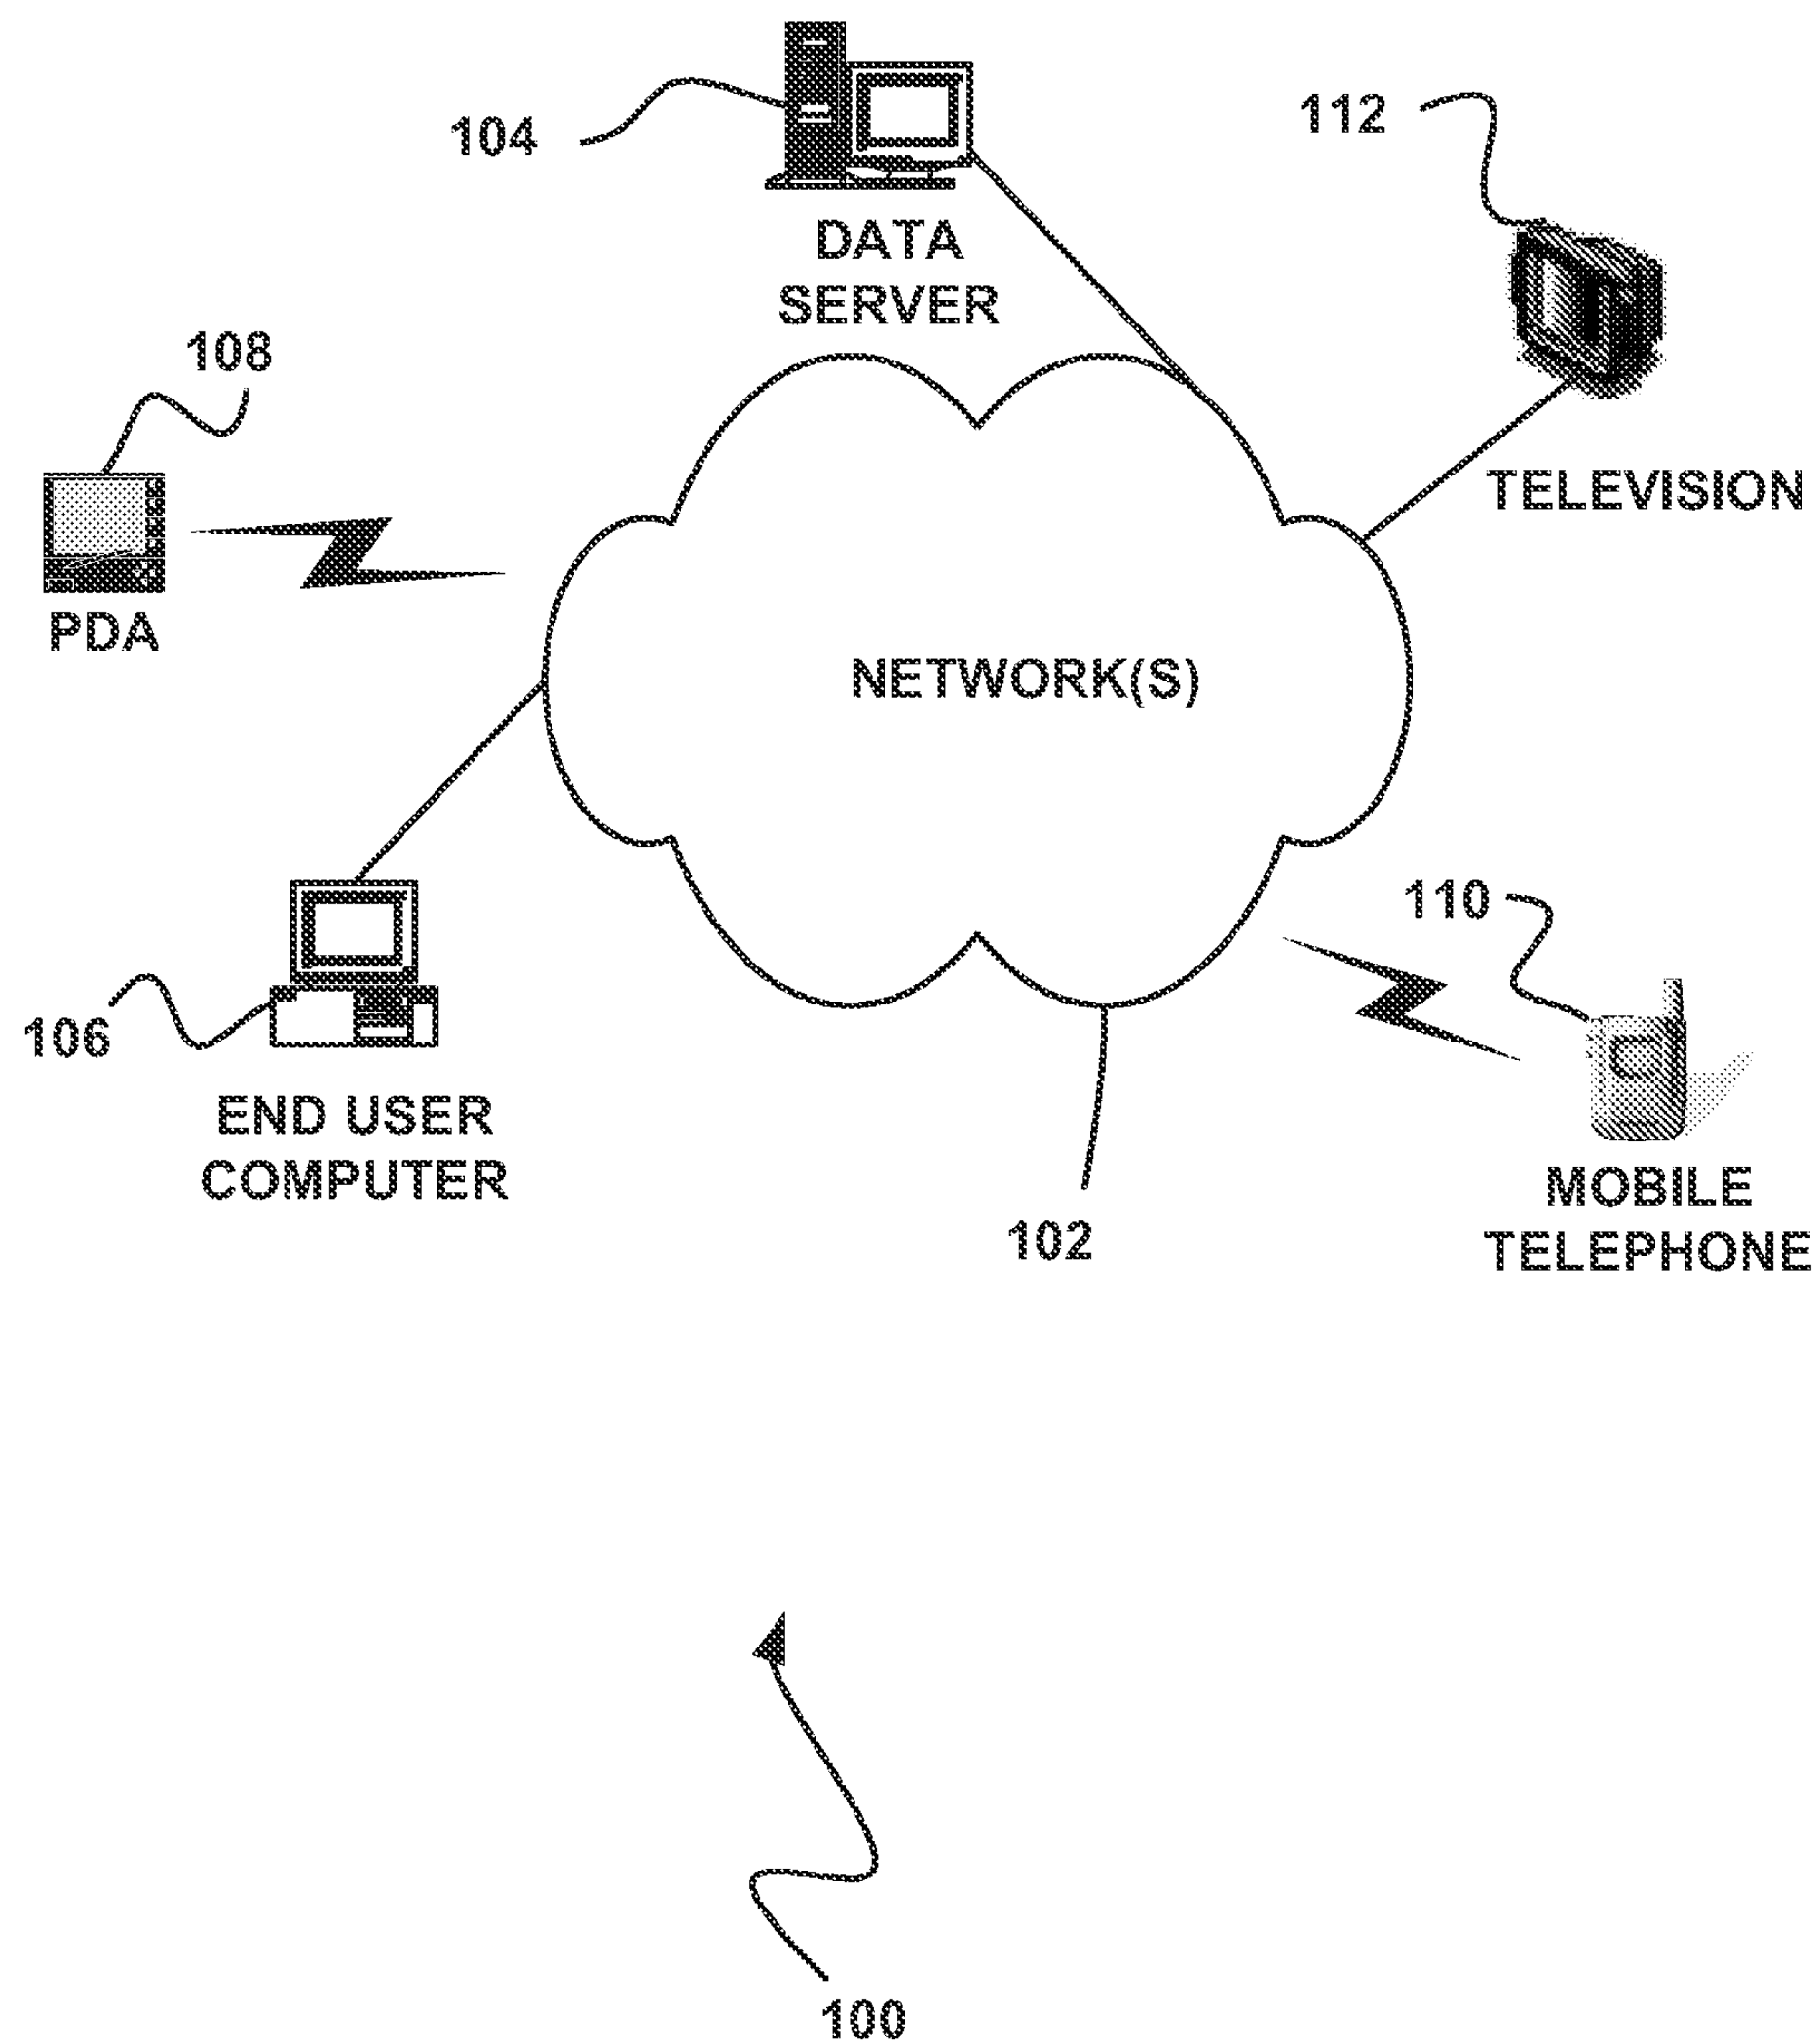 104
112
DATA
SERVER
108
TELEVISION
PDA
NETWORK(S)
110
106
END USER
COMPUTER
MOBILE
TELEPHONE
102
100